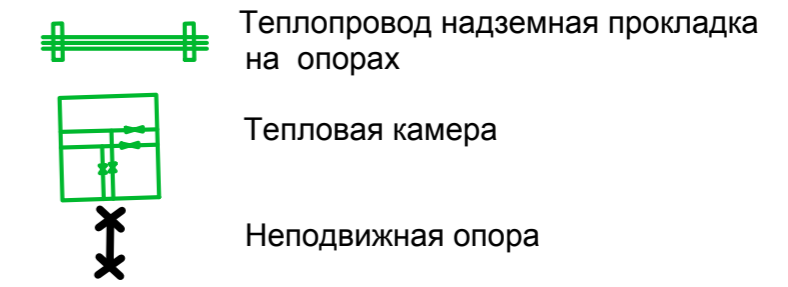 Теплопровод надземная прокладка
на опорах
Тепловая камера
Неподвижная опора